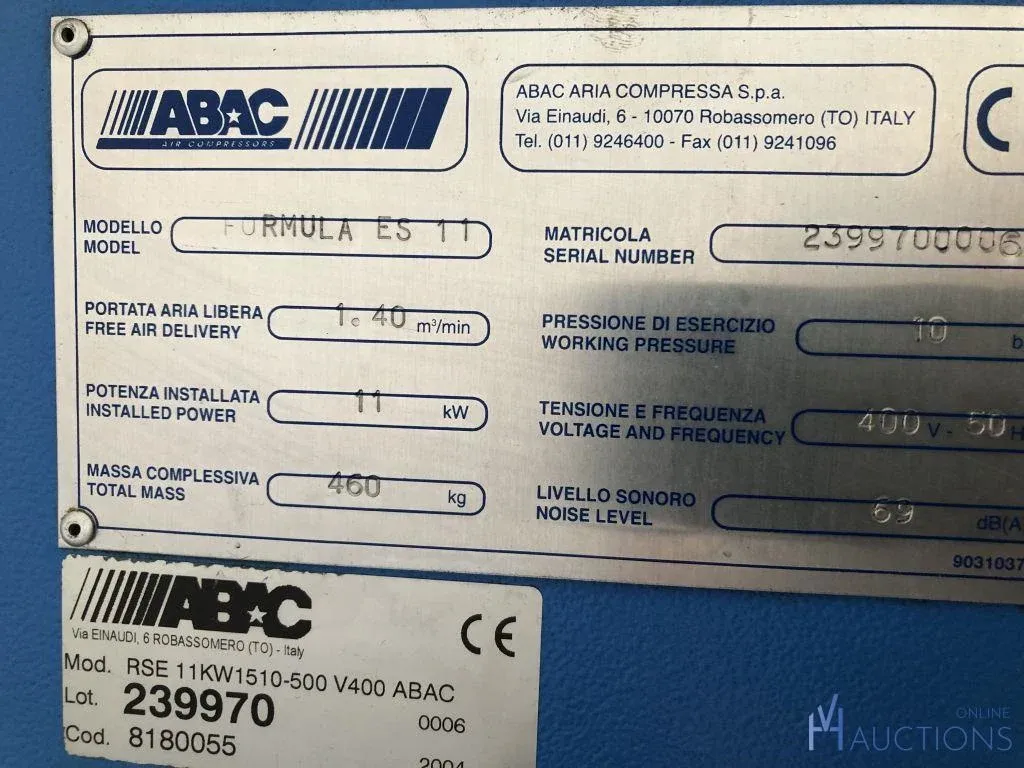 ABAC
AIR COMPRESSORS
ABAC ARIA COMPRESSA S.p.a.
Via Einaudi, 6 - 10070 Robassomero (TO) ITALY
Tel. (011) 9246400 - Fax (011) 9241096
MODELLO
MODEL
FORMULA ES 11
MATRICOLA
SERIAL NUMBER
2399700006
PORTATA ARIA LIBERA
FREE AIR DELIVERY
1.40 m³/min
PRESSIONE DI ESERCIZIO
WORKING PRESSURE
10 b
POTENZA INSTALLATA
INSTALLED POWER
11 kW
TENSIONE E FREQUENZA
VOLTAGE AND FREQUENCY
400 V - 50 H
MASSA COMPLESSIVA
TOTAL MASS
460 kg
LIVELLO SONORO
NOISE LEVEL
69 dB(A
9031037
ABAC
Via EINAUDI, 6 ROBASSOMERO (TO) - Italy
CE
Mod. RSE 11KW1510-500 V400 ABAC
Lot. 239970 0006
Cod. 8180055
2004
ONLINE
AUCTIONS